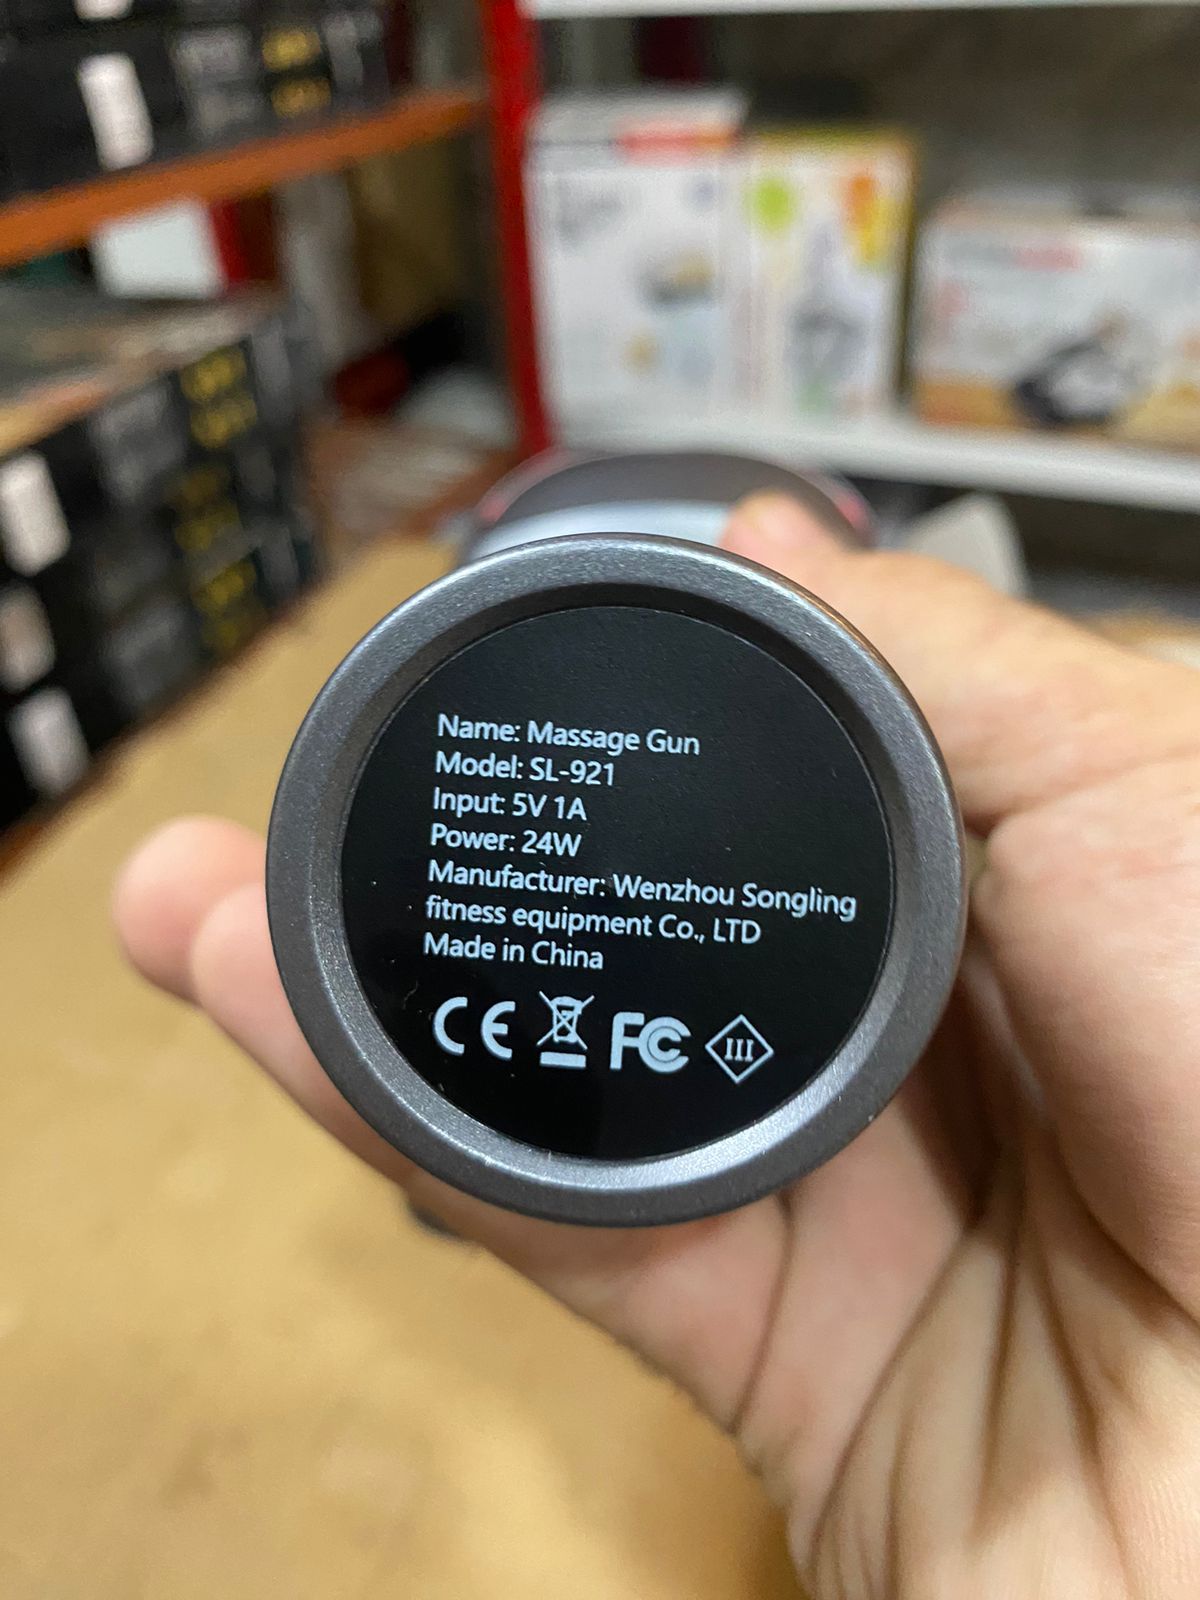 Name: Massage Gun
Model: SL-921
Input: 5V 1A
Power: 24W
Manufacturer: Wenzhou Songling
fitness equipment Co., LTD
Made in China
CE FC III